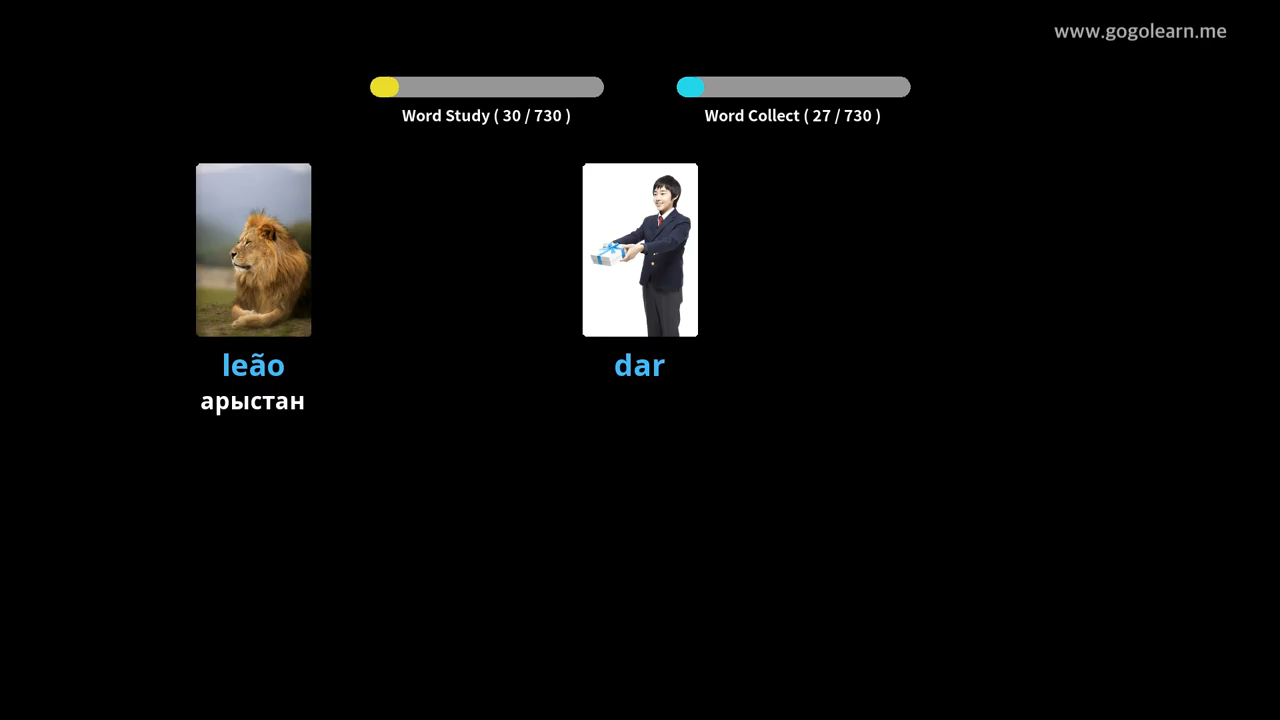 www.gogolearn.me
Word Study ( 30 / 730 )
Word Collect ( 27 / 730 )
leão
арыстан
dar